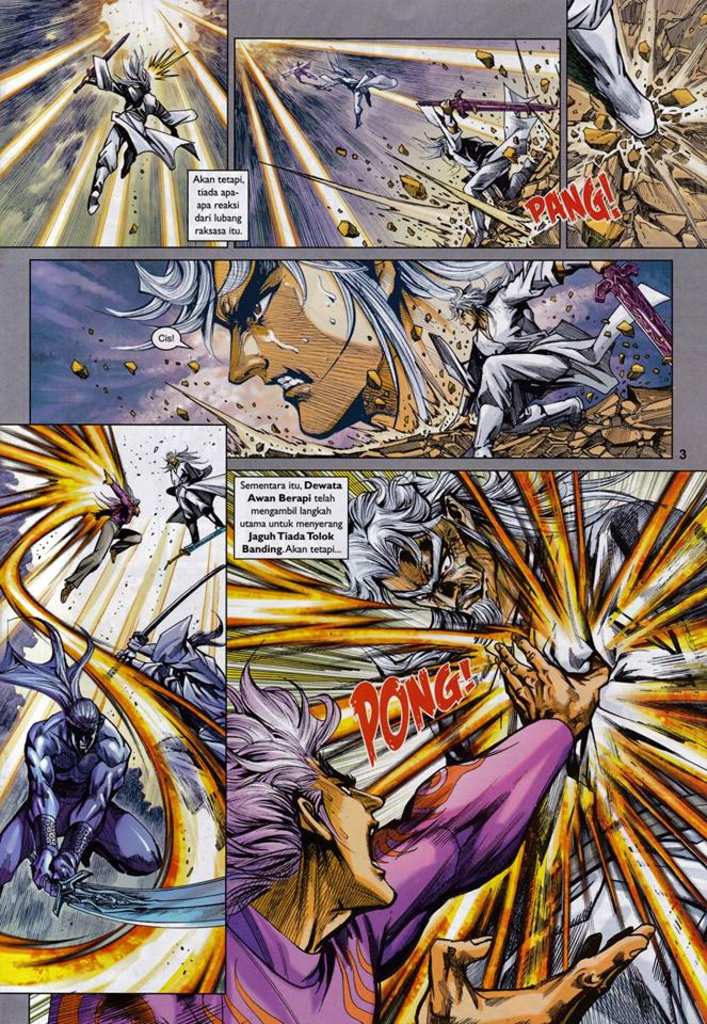 Akan tetapi,
tiada apa-
apa reaksi
dari lubang
raksasa itu.
PANG!
Cis!
3
Sementara itu, Dewata
Awan Berapi telah
mengambil langkah
utama untuk menyerang
Jaguh Tiada Tolok
Banding. Akan tetapi...
PONG!